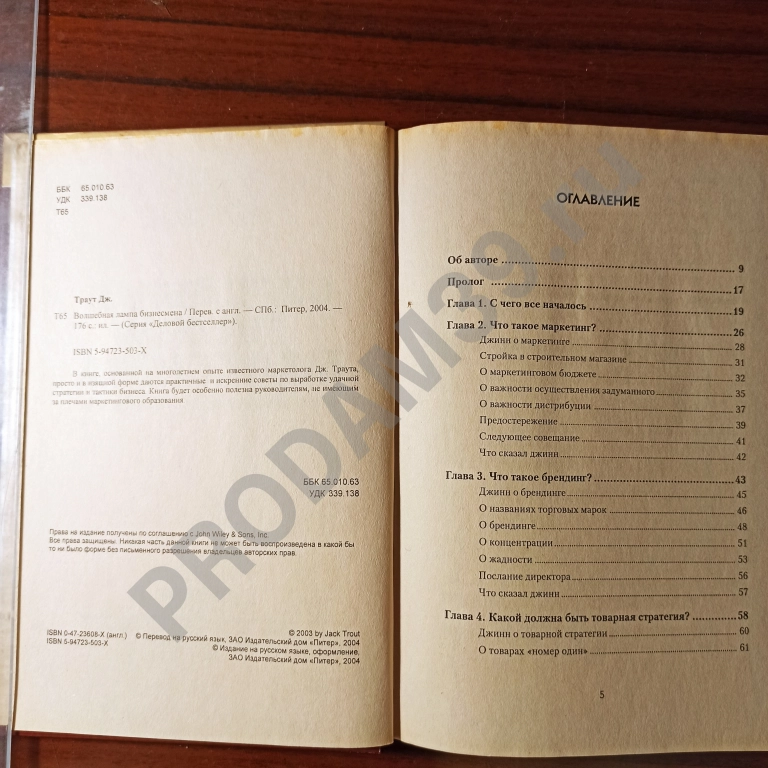 ББК 65.010.63
УДК 339.138
Т65
Траут Дж.
Т65 Волшебная лампа бизнесмена / Перев. с англ. — СПб.: Питер, 2004. —
176 с.: ил. — (Серия «Деловой бестселлер»).
ISBN 5-94723-503-X
В книге, основанной на многолетнем опыте известного маркетолога Дж. Траута,
просто и в изящной форме даются практичные и искренние советы по выработке удачной
стратегии и тактики бизнеса. Книга будет особенно полезна руководителям, не имеющим
за плечами маркетингового образования
ББК 65.010.63
УДК 339.138
Права на издание получены по соглашению с John Wiley & Sons, Inc.
Все права защищены. Никакая часть данной книги не может быть воспроизведена в какой бы
то ни было форме без письменного разрешения владельцев авторских прав.
© 2003 by Jack Trout
ISBN 0-47-23608-X (англ.) © Перевод на русский язык, ЗАО Издательский дом «Питер», 2004
ISBN 5-94723-503-X © Издание на русском языке, оформление,
ЗАО Издательский дом «Питер», 2004
ОГЛАВЛЕНИЕ
Об авторе 9
Пролог 17
Глава 1. С чего все началось 19
Глава 2. Что такое маркетинг? 26
Джинн о маркетинге 28
Стройка в строительном магазине 31
О маркетинговом бюджете 32
О важности осуществления задуманного 35
О важности дистрибуции 37
Предостережение 39
Следующее совещание 41
Что сказал джинн 42
Глава 3. Что такое брендинг? 43
Джинн о брендинге 45
О названиях торговых марок 46
О брендинге 48
О концентрации 51
О жадности 53
Послание директора 56
Что сказал джинн 57
Глава 4. Какой должна быть товарная стратегия? 58
Джинн о товарной стратегии 60
О товарах «номер один» 61
5
PRODAM39.ru